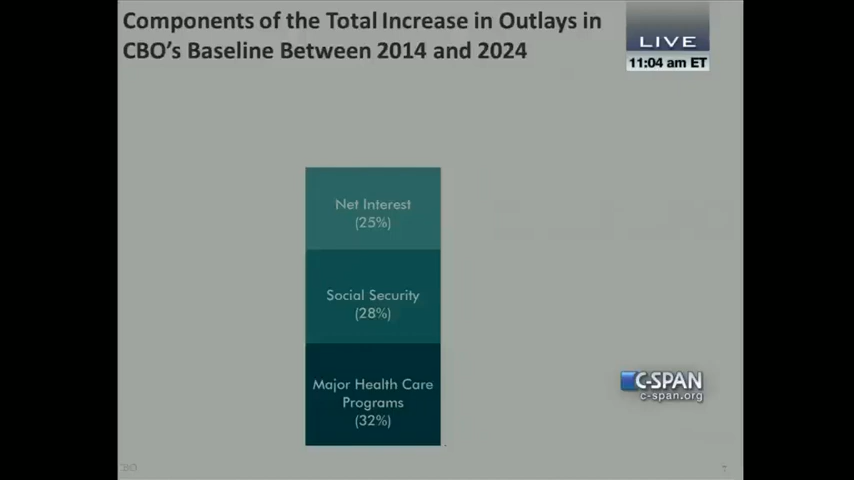 Components of the Total Increase in Outlays in
CBO's Baseline Between 2014 and 2024
LIVE
11:04 am ET
Net Interest
(25%)
Social Security
(28%)
Major Health Care
Programs
(32%)
C-SPAN
c-span.org